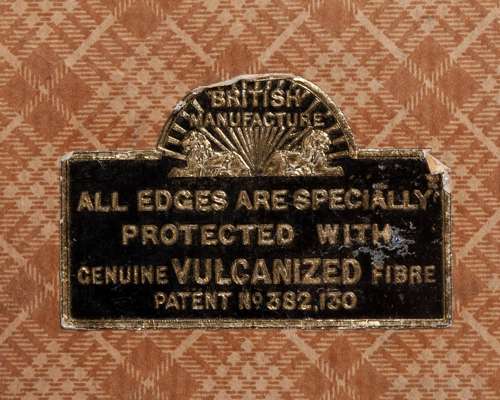 BRITISH
MANUFACTURE
ALL EDGES ARE SPECIALLY
PROTECTED WITH
GENUINE VULCANIZED FIBRE
PATENT No 382,130